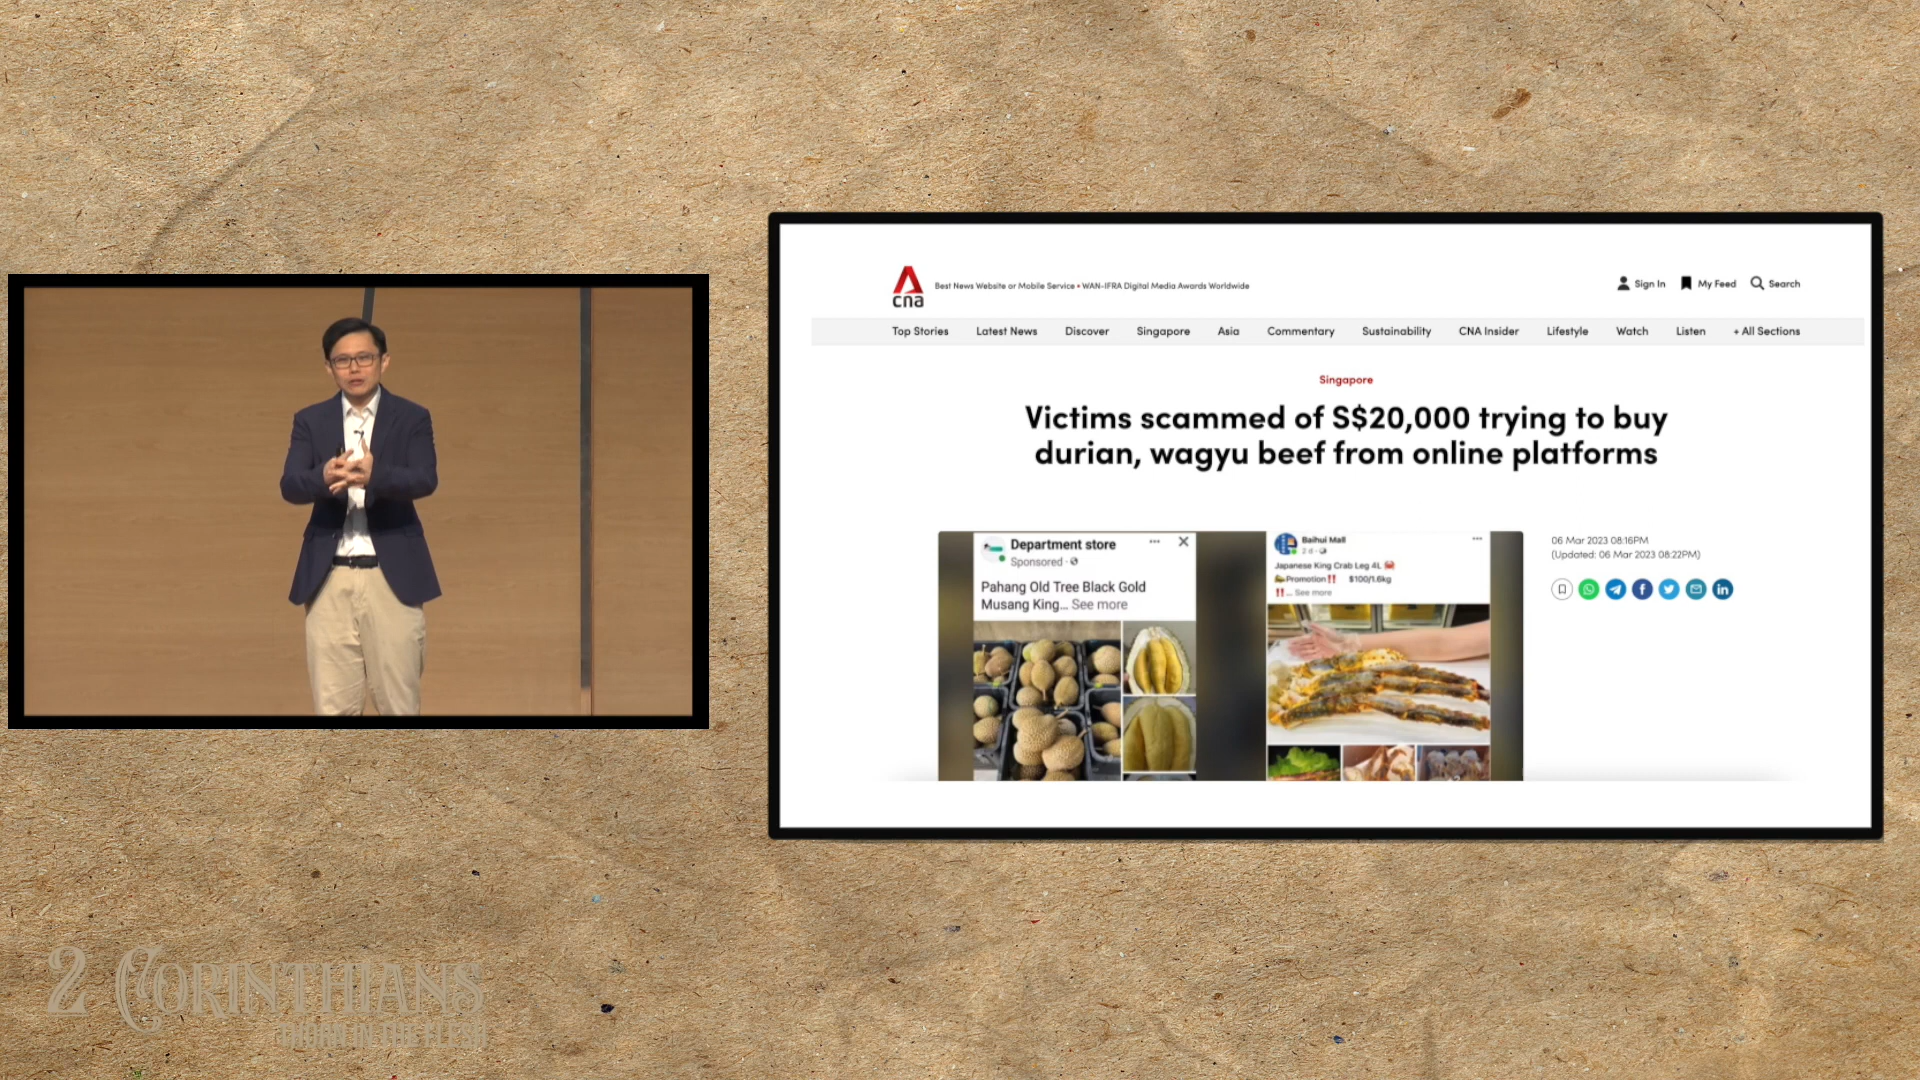 cna
Best News Website or Mobile Service • WAN-IFRA Digital Media Awards Worldwide
Sign In
My Feed
Search
Top Stories
Latest News
Discover
Singapore
Asia
Commentary
Sustainability
CNA Insider
Lifestyle
Watch
Listen
+ All Sections
Singapore
Victims scammed of S$20,000 trying to buy
durian, wagyu beef from online platforms
Department store
Sponsored ·
Pahang Old Tree Black Gold
Musang King... See more
Baihui Mall
2 d ·
Japanese King Crab Leg 4L
Promotion‼ $100/1.6kg
‼... See more
06 Mar 2023 08:16PM
(Updated: 06 Mar 2023 08:22PM)
2 CORINTHIANS
THORN IN THE FLESH